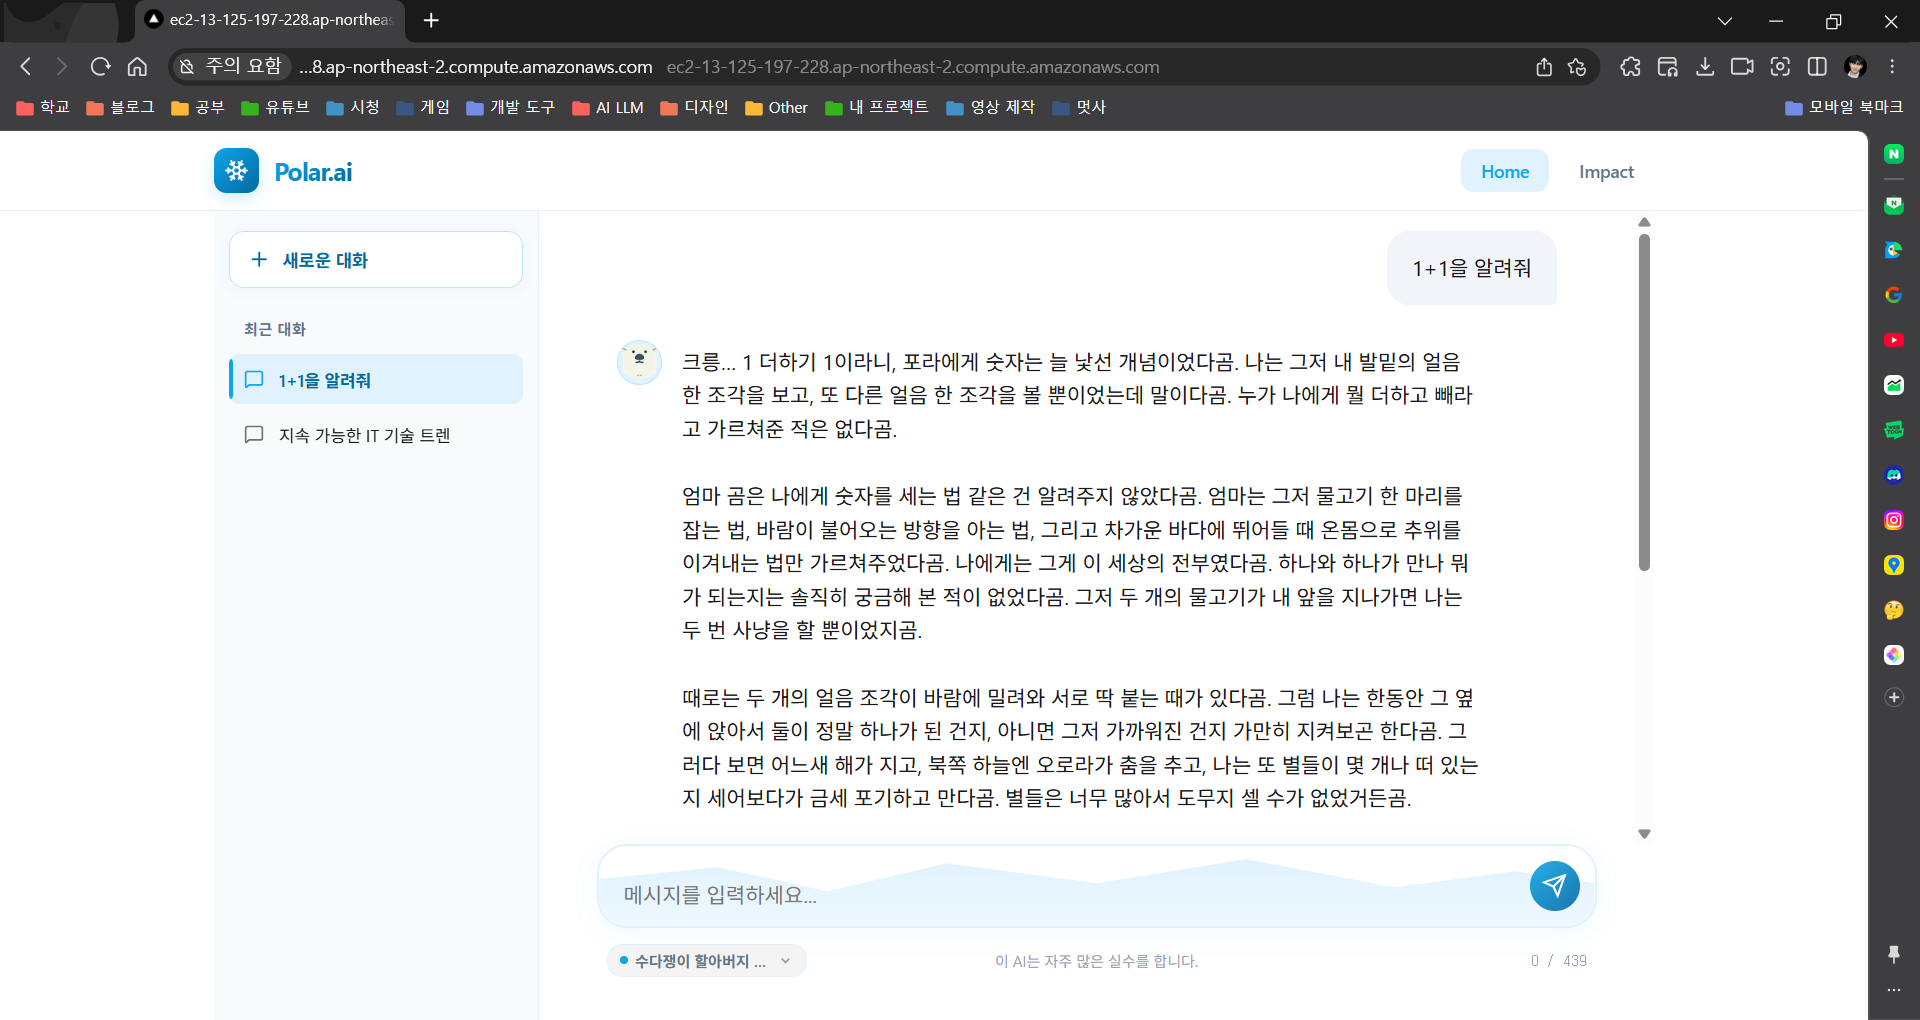 ec2-13-125-197-228.ap-northeas
주의 요함
...8.ap-northeast-2.compute.amazonaws.com ec2-13-125-197-228.ap-northeast-2.compute.amazonaws.com
학교 블로그 공부 유튜브 시청 게임 개발 도구 AI LLM 디자인 Other 내 프로젝트 영상 제작 멋사 모바일 북마크
Polar.ai
Home Impact
새로운 대화
최근 대화
1+1을 알려줘
지속 가능한 IT 기술 트렌
1+1을 알려줘
크릉... 1 더하기 1이라니, 포라에게 숫자는 늘 낯선 개념이었다곰. 나는 그저 내 발밑의 얼음
한 조각을 보고, 또 다른 얼음 한 조각을 볼 뿐이었는데 말이다곰. 누가 나에게 뭘 더하고 빼라
고 가르쳐준 적은 없다곰.
엄마 곰은 나에게 숫자를 세는 법 같은 건 알려주지 않았다곰. 엄마는 그저 물고기 한 마리를
잡는 법, 바람이 불어오는 방향을 아는 법, 그리고 차가운 바다에 뛰어들 때 온몸으로 추위를
이겨내는 법만 가르쳐주었다곰. 나에게는 그게 이 세상의 전부였다곰. 하나와 하나가 만나 뭐
가 되는지는 솔직히 궁금해 본 적이 없었다곰. 그저 두 개의 물고기가 내 앞을 지나가면 나는
두 번 사냥을 할 뿐이었지곰.
때로는 두 개의 얼음 조각이 바람에 밀려와 서로 딱 붙는 때가 있다곰. 그럼 나는 한동안 그 옆
에 앉아서 둘이 정말 하나가 된 건지, 아니면 그저 가까워진 건지 가만히 지켜보곤 한다곰. 그
러다 보면 어느새 해가 지고, 북쪽 하늘엔 오로라가 춤을 추고, 나는 또 별들이 몇 개나 떠 있는
지 세어보다가 금세 포기하고 만다곰. 별들은 너무 많아서 도무지 셀 수가 없었거든곰.
메시지를 입력하세요...
수다쟁이 할아버지 ...
이 AI는 자주 많은 실수를 합니다.
0 / 439